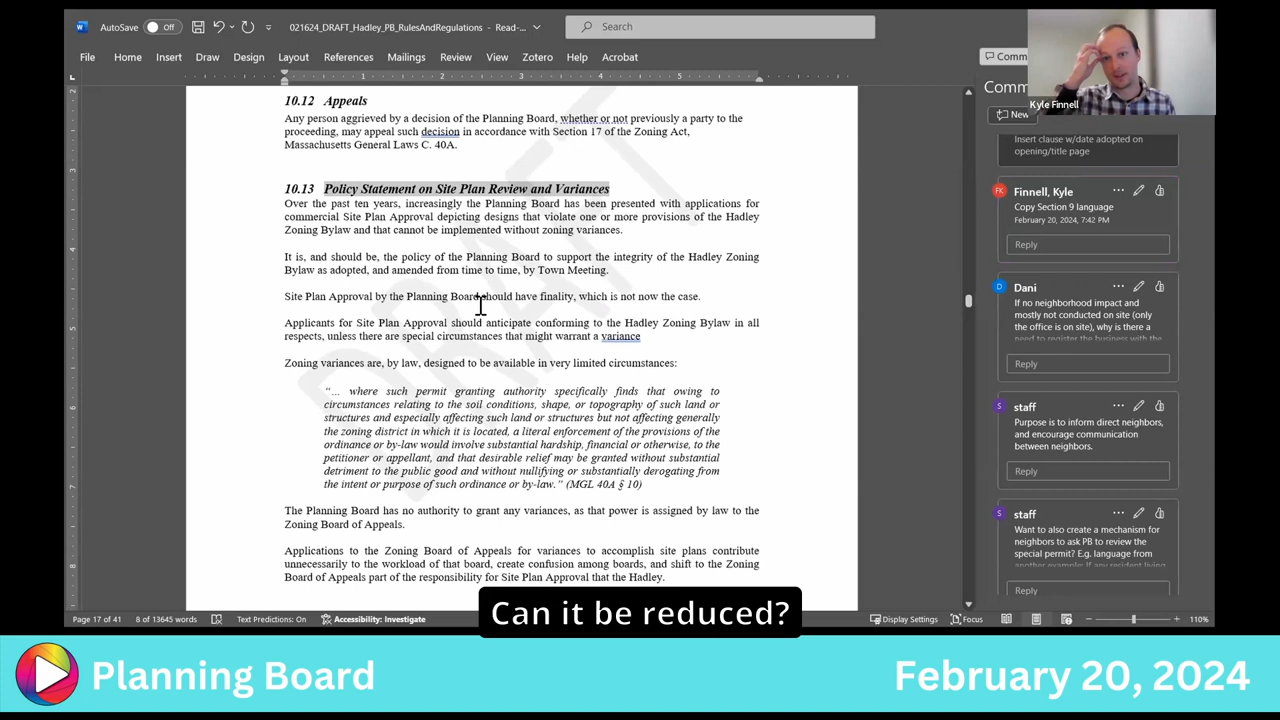 AutoSave
Off
021624_DRAFT_Hadley_PB_RulesAndRegulations - Read-...
Search
File Home Insert Draw Design Layout References Mailings Review View Zotero Help Acrobat
Comm
Kyle Finnell
1 2 3 4 5
10.12 Appeals
Any person aggrieved by a decision of the Planning Board, whether or not previously a party to the
proceeding, may appeal such decision in accordance with Section 17 of the Zoning Act,
Massachusetts General Laws C. 40A.
10.13 Policy Statement on Site Plan Review and Variances
Over the past ten years, increasingly the Planning Board has been presented with applications for
commercial Site Plan Approval depicting designs that violate one or more provisions of the Hadley
Zoning Bylaw and that cannot be implemented without zoning variances.
It is, and should be, the policy of the Planning Board to support the integrity of the Hadley Zoning
Bylaw as adopted, and amended from time to time, by Town Meeting.
Site Plan Approval by the Planning Board should have finality, which is not now the case.
Applicants for Site Plan Approval should anticipate conforming to the Hadley Zoning Bylaw in all
respects, unless there are special circumstances that might warrant a variance
Zoning variances are, by law, designed to be available in very limited circumstances:
“... where such permit granting authority specifically finds that owing to
circumstances relating to the soil conditions, shape, or topography of such land or
structures and especially affecting such land or structures but not affecting generally
the zoning district in which it is located, a literal enforcement of the provisions of the
ordinance or by-law would involve substantial hardship, financial or otherwise, to the
petitioner or appellant, and that desirable relief may be granted without substantial
detriment to the public good and without nullifying or substantially derogating from
the intent or purpose of such ordinance or by-law.” (MGL 40A § 10)
The Planning Board has no authority to grant any variances, as that power is assigned by law to the
Zoning Board of Appeals.
Applications to the Zoning Board of Appeals for variances to accomplish site plans contribute
unnecessarily to the workload of that board, create confusion among boards, and shift to the Zoning
Board of Appeals part of the responsibility for Site Plan Approval that the Hadley.
DRAFT
Comm
New
Insert clause w/date adopted on
opening/title page
FK
Finnell, Kyle
Copy Section 9 language
February 20, 2024, 7:42 PM
Reply
D
Dani
If no neighborhood impact and
mostly not conducted on site (only
the office is on site), why is there a
need to register the business with the
Reply
S
staff
Purpose is to inform direct neighbors,
and encourage communication
between neighbors.
Reply
S
staff
Want to also create a mechanism for
neighbors to ask PB to review the
special permit? E.g. language from
another example: If any resident living
Reply
Page 17 of 41 8 of 13645 words Text Predictions: On Accessibility: Investigate
Display Settings Focus 110%
Can it be reduced?
Planning Board
February 20, 2024